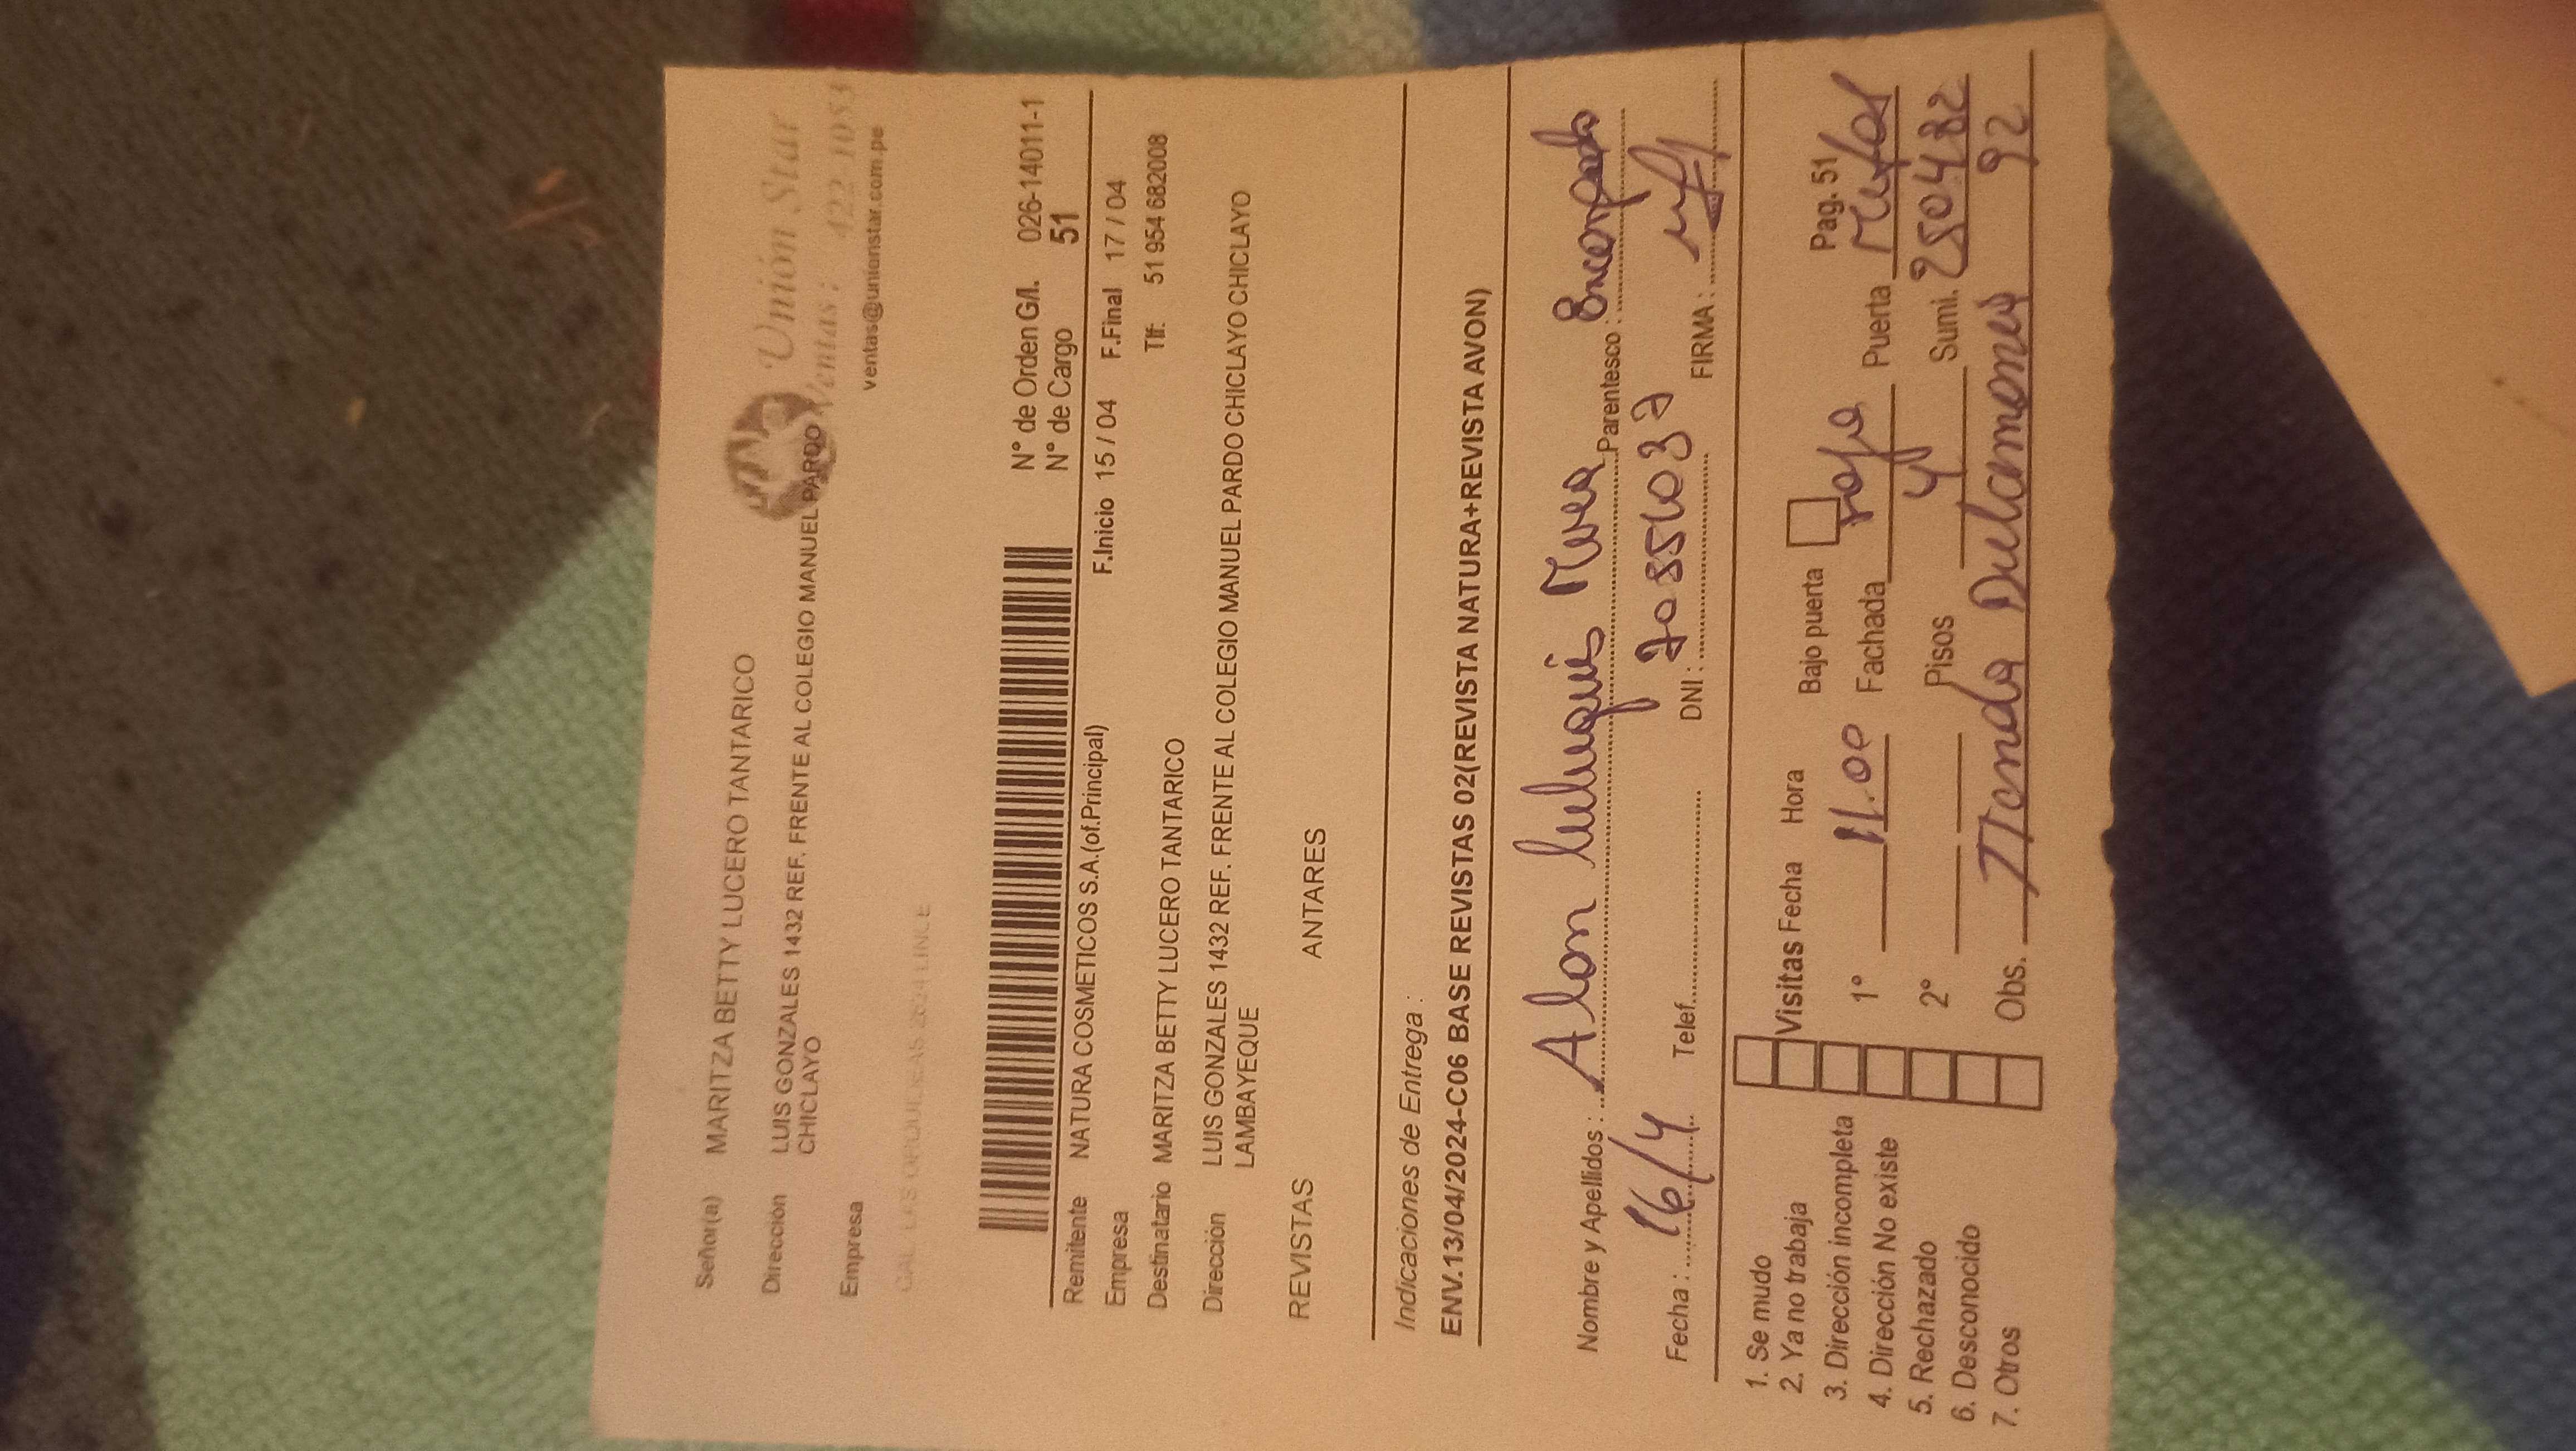 Unión Star
Ventas : 422-1053
ventas@unionstar.com.pe
Señor(a) MARITZA BETTY LUCERO TANTARICO
Dirección LUIS GONZALES 1432 REF. FRENTE AL COLEGIO MANUEL PARDO
CHICLAYO
Empresa
N° de Orden G/I. 026-14011-1
N° de Cargo 51
Remitente NATURA COSMETICOS S.A.(of.Principal) F.Inicio 15 / 04 F.Final 17 / 04
Empresa
Destinatario MARITZA BETTY LUCERO TANTARICO Tlf. 51 954 682008
Dirección LUIS GONZALES 1432 REF. FRENTE AL COLEGIO MANUEL PARDO CHICLAYO CHICLAYO
LAMBAYEQUE
REVISTAS ANTARES
Indicaciones de Entrega :
ENV.13/04/2024-C06 BASE REVISTAS 02(REVISTA NATURA+REVISTA AVON)
Nombre y Apellidos : Alon Parentesco :
Fecha : 16/4 Telef. DNI : FIRMA :
1. Se mudo
2. Ya no trabaja
3. Dirección incompleta
4. Dirección No existe
5. Rechazado
6. Desconocido
7. Otros
Visitas Fecha Hora Bajo puerta Pag. 51
1° 11.00 Fachada Puerta
2° Pisos 4 Sumi. 250482
Obs. 92